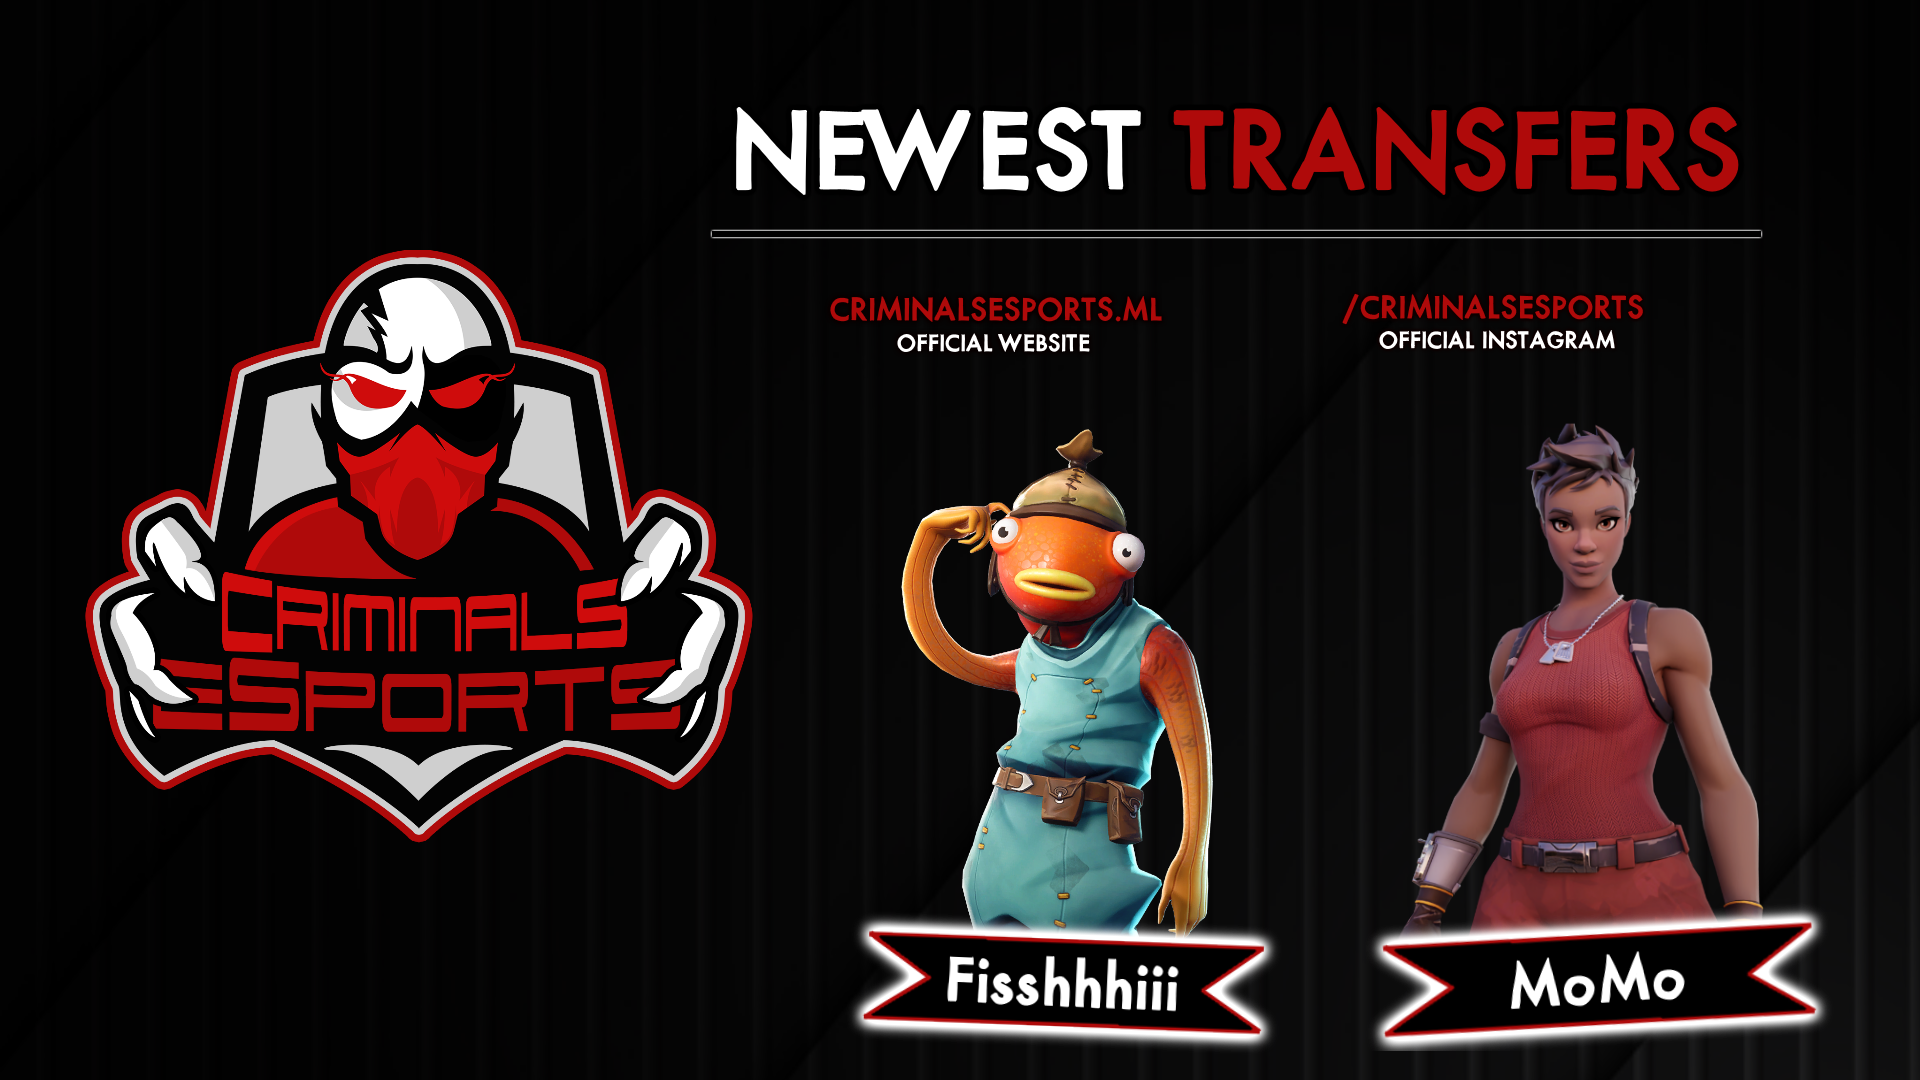 NEWEST TRANSFERS
CRIMINALSESPORTS.ML
OFFICIAL WEBSITE
/CRIMINALSESPORTS
OFFICIAL INSTAGRAM
CRIMINALS
eSPORTS
Fisshhhiii
MoMo